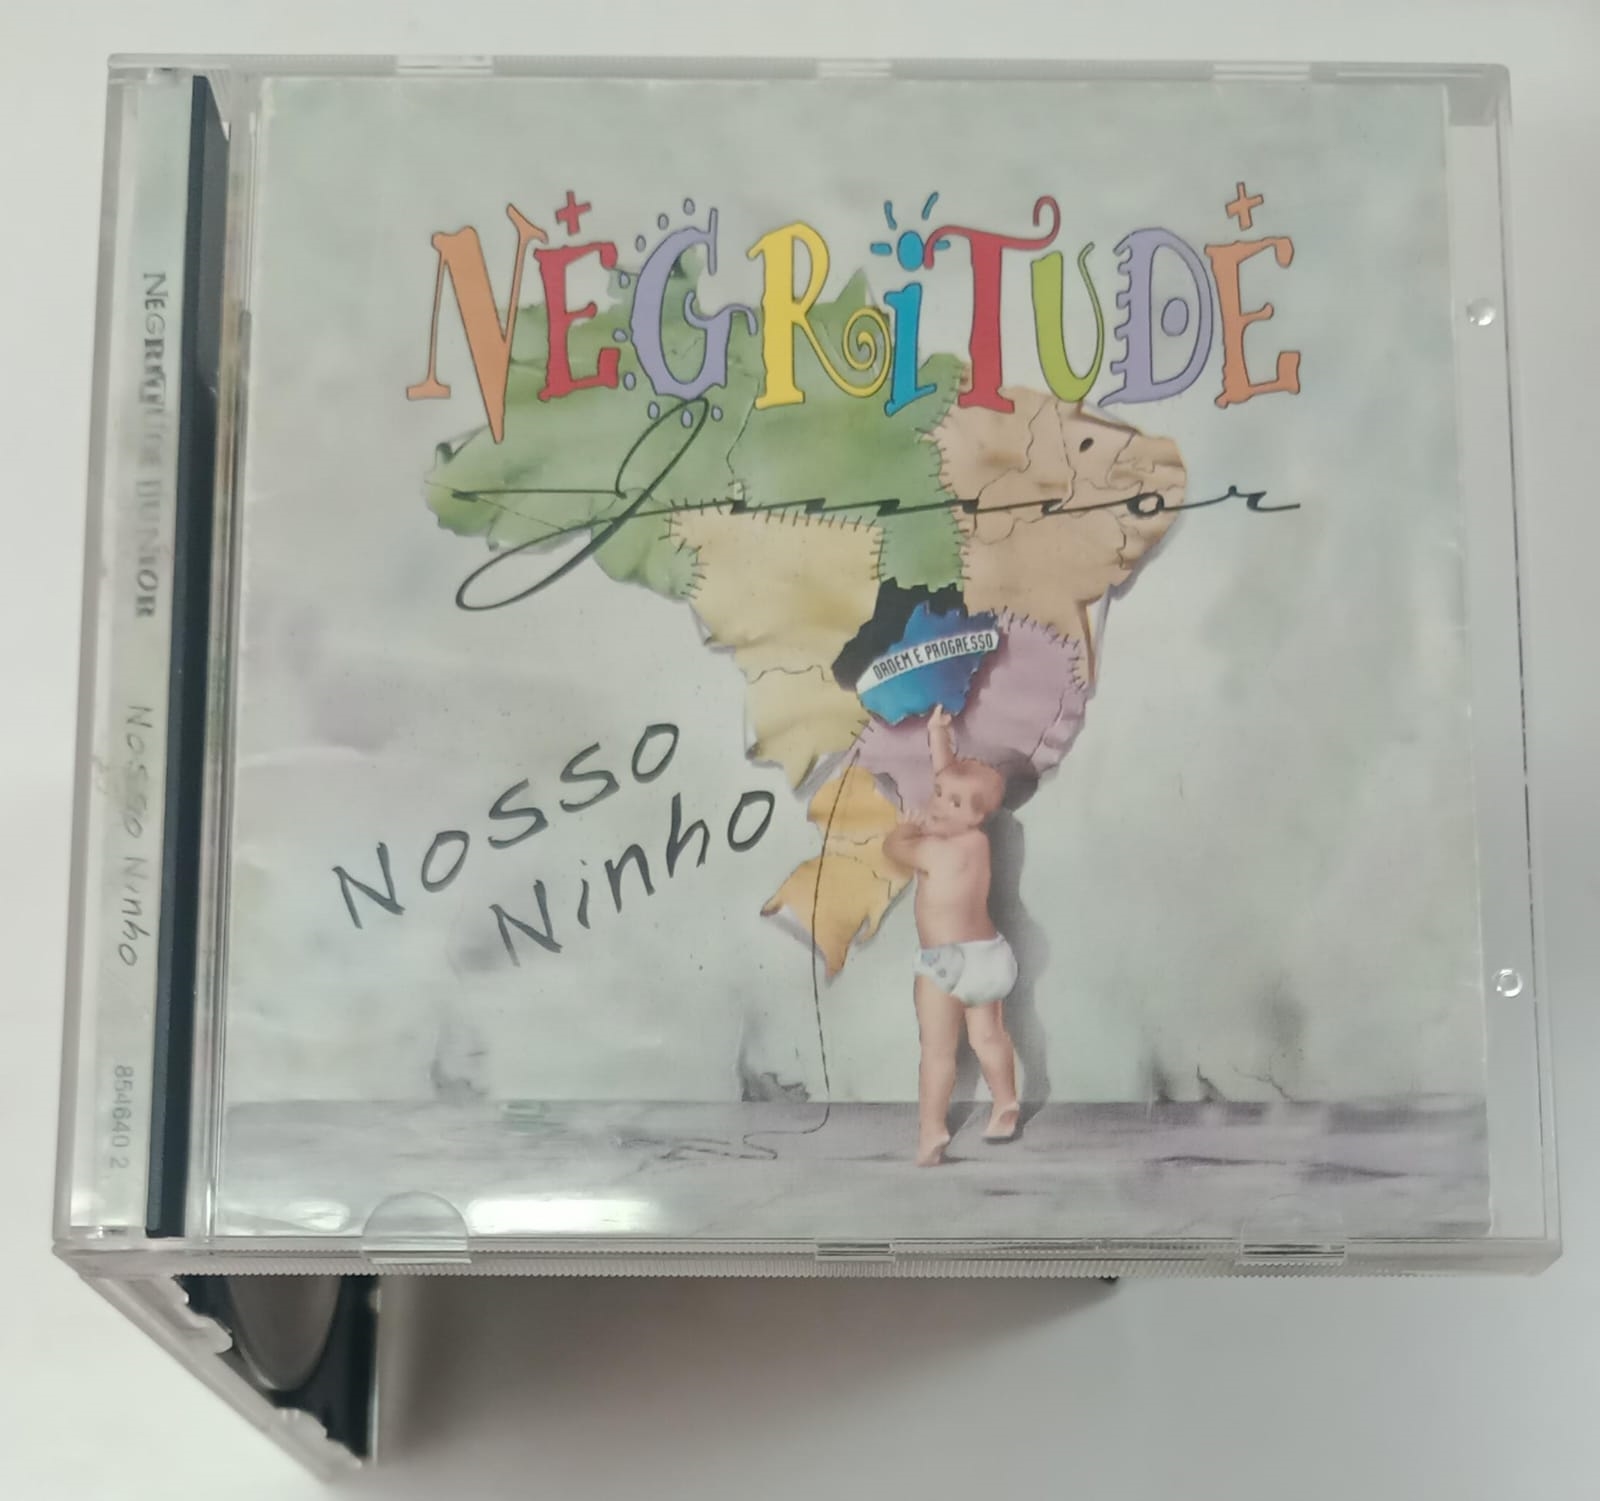 NEGRITUDE
Junior
ORDEM E PROGRESSO
Nosso
Ninho
NEGRITUDE JUNIOR Nosso Ninho 854640 2